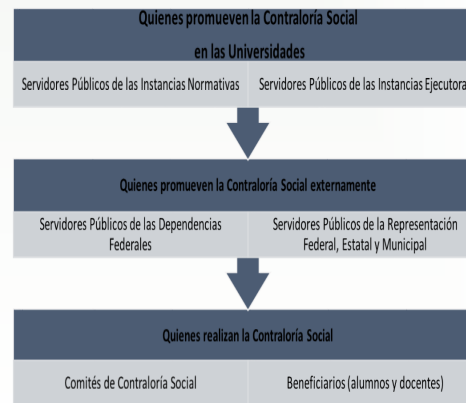 Quienes promueven la Contraloría Social
en las Universidades
Servidores Públicos de las Instancias Normativas
Servidores Públicos de las Instancias Ejecutora
Quienes promueven la Contraloría Social externamente
Servidores Públicos de las Dependencias
Federales
Servidores Públicos de la Representación
Federal, Estatal y Municipal
Quienes realizan la Contraloría Social
Comités de Contraloría Social
Beneficiarios (alumnos y docentes)